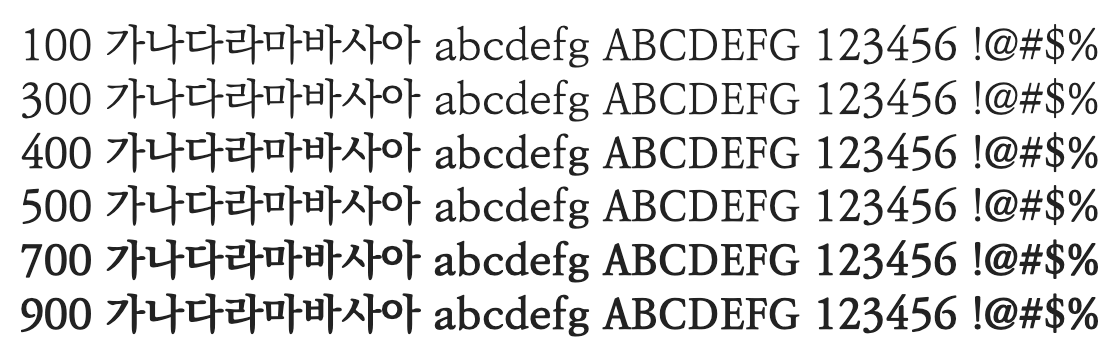 100 가나다라마바사아 abcdefg ABCDEFG 123456 !@#$%
300 가나다라마바사아 abcdefg ABCDEFG 123456 !@#$%
400 가나다라마바사아 abcdefg ABCDEFG 123456 !@#$%
500 가나다라마바사아 abcdefg ABCDEFG 123456 !@#$%
700 가나다라마바사아 abcdefg ABCDEFG 123456 !@#$%
900 가나다라마바사아 abcdefg ABCDEFG 123456 !@#$%